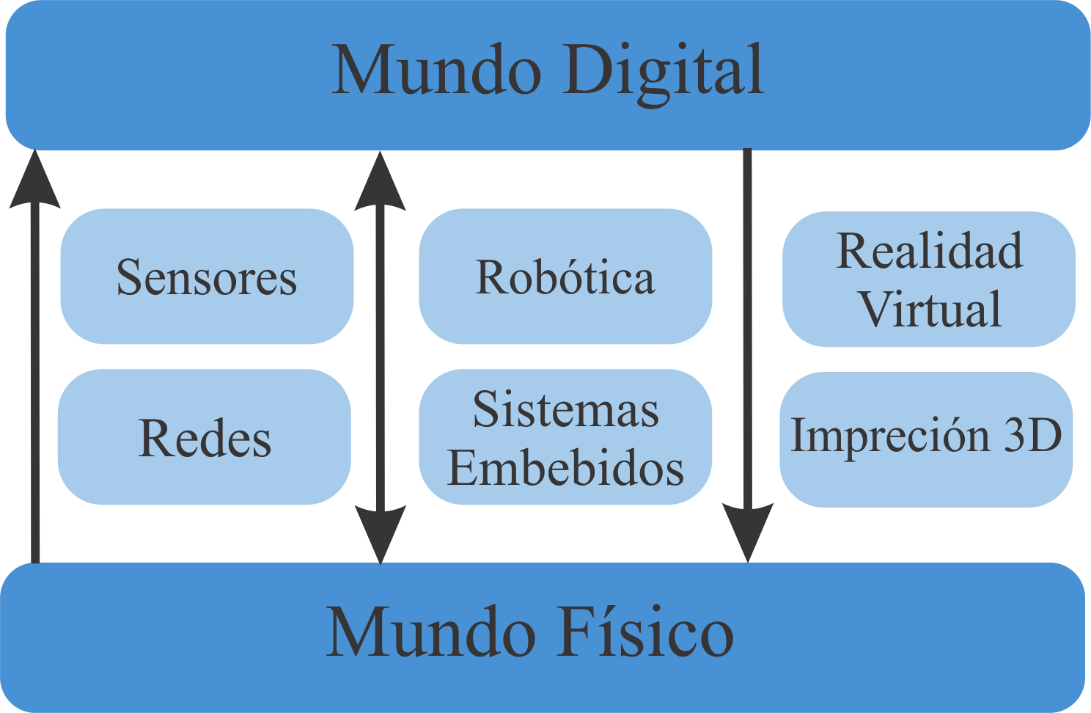 Mundo Digital
Sensores
Robótica
Realidad
Virtual
Redes
Sistemas
Embebidos
Impreción 3D
Mundo Físico